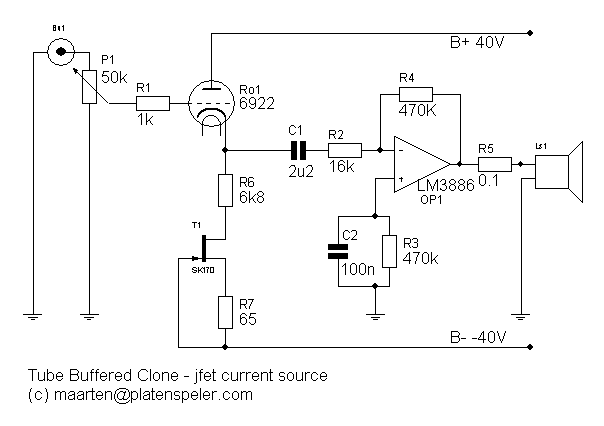 Bu1
B+ 40V
P1
50k
R1
1k
Ro1
6922
R4
470K
C1
2u2
R2
16k
-
+
LM3886
OP1
R5
0.1
Ls1
R6
6k8
T1
SK170
C2
100n
R3
470k
R7
65
B- -40V
Tube Buffered Clone - jfet current source
(c) maarten@platenspeler.com